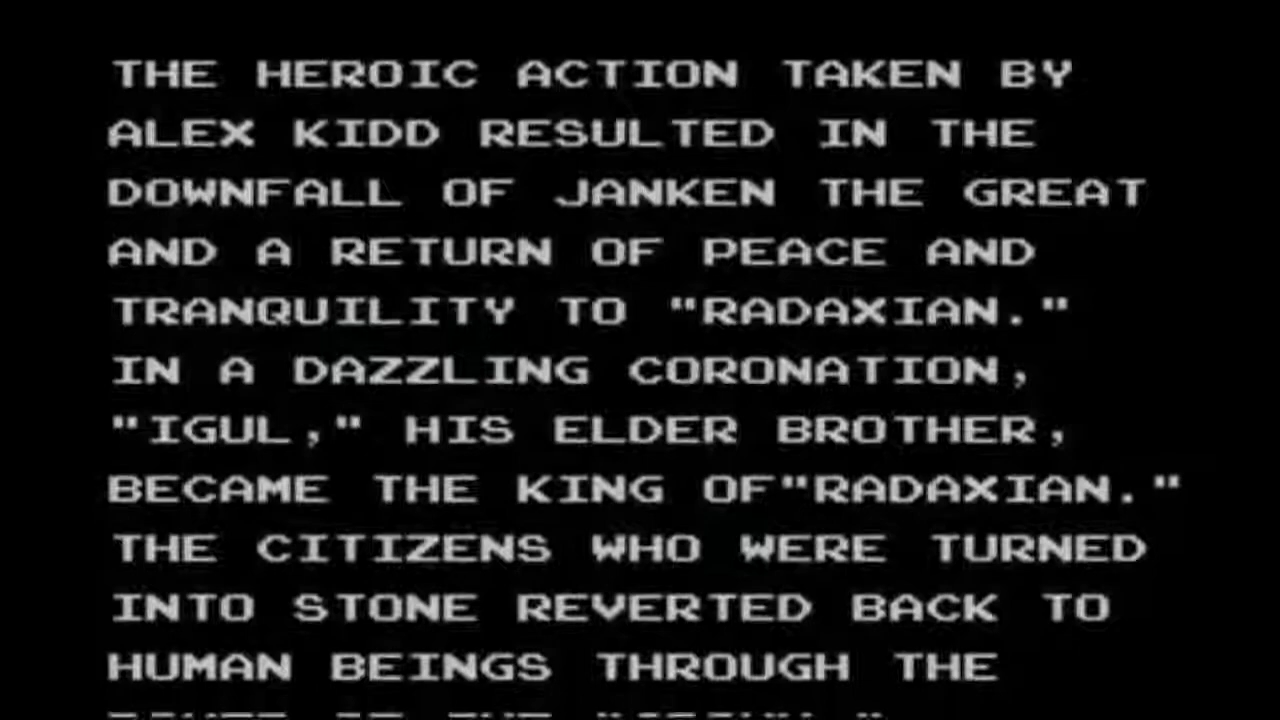 THE HEROIC ACTION TAKEN BY
ALEX KIDD RESULTED IN THE
DOWNFALL OF JANKEN THE GREAT
AND A RETURN OF PEACE AND
TRANQUILITY TO "RADAXIAN."
IN A DAZZLING CORONATION,
"IGUL," HIS ELDER BROTHER,
BECAME THE KING OF"RADAXIAN."
THE CITIZENS WHO WERE TURNED
INTO STONE REVERTED BACK TO
HUMAN BEINGS THROUGH THE